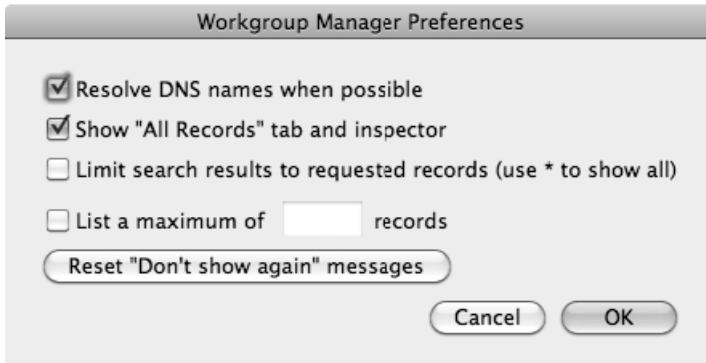 Workgroup Manager Preferences
Resolve DNS names when possible
Show "All Records" tab and inspector
Limit search results to requested records (use * to show all)
List a maximum of records
Reset "Don't show again" messages
Cancel OK